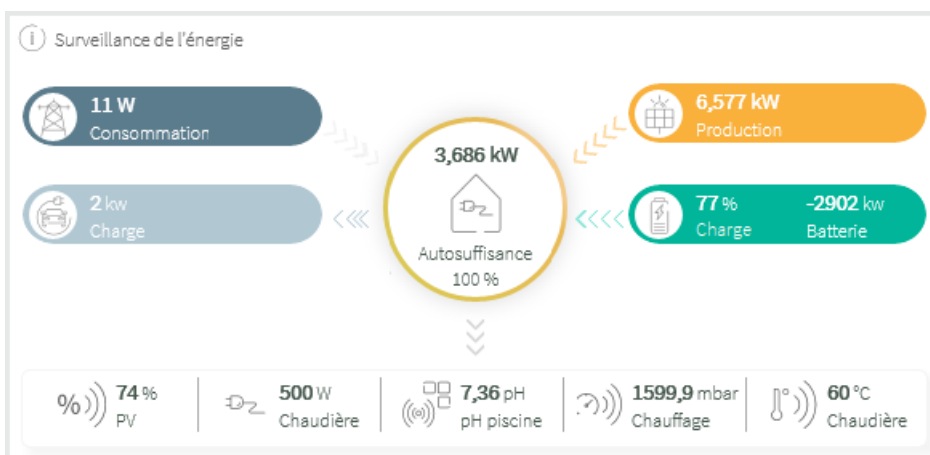 Surveillance de l'énergie
11 W
Consommation
6,577 kW
Production
3,686 kW
Autosuffisance
100 %
2 kw
Charge
77 %
Charge
-2902 kw
Batterie
% 74 %
PV
500 W
Chaudière
7,36 pH
pH piscine
1599,9 mbar
Chauffage
60 °C
Chaudière